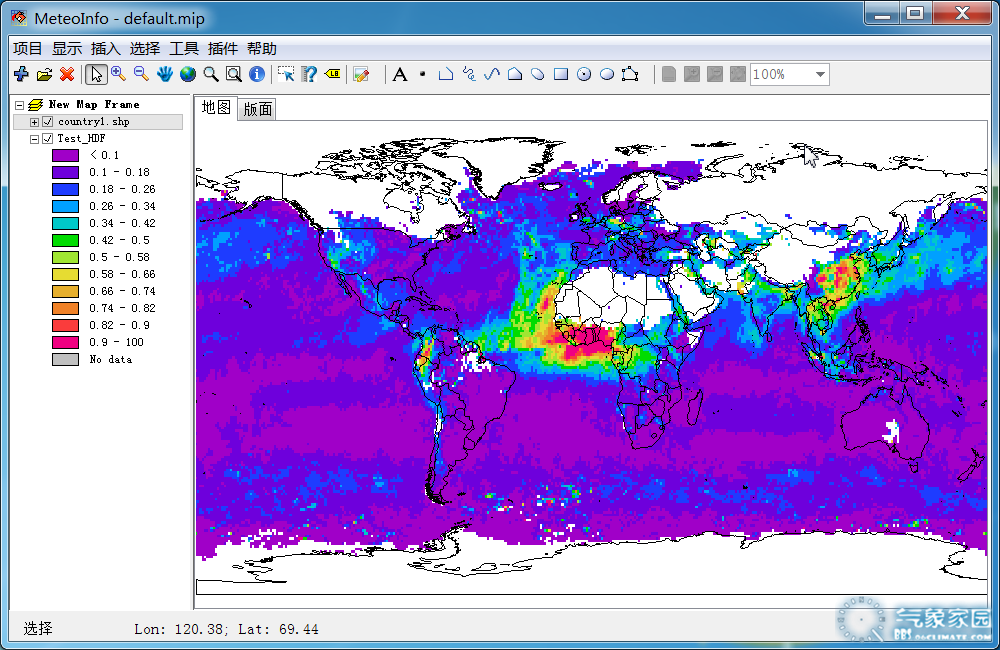 MeteoInfo - default.mip
项目 显示 插入 选择 工具 插件 帮助
LB A 100%
New Map Frame
country1.shp
Test_HDF
< 0.1
0.1 - 0.18
0.18 - 0.26
0.26 - 0.34
0.34 - 0.42
0.42 - 0.5
0.5 - 0.58
0.58 - 0.66
0.66 - 0.74
0.74 - 0.82
0.82 - 0.9
0.9 - 100
No data
地图 版面
选择 Lon: 120.38; Lat: 69.44
气象家园
BBS.06CLIMATE.COM